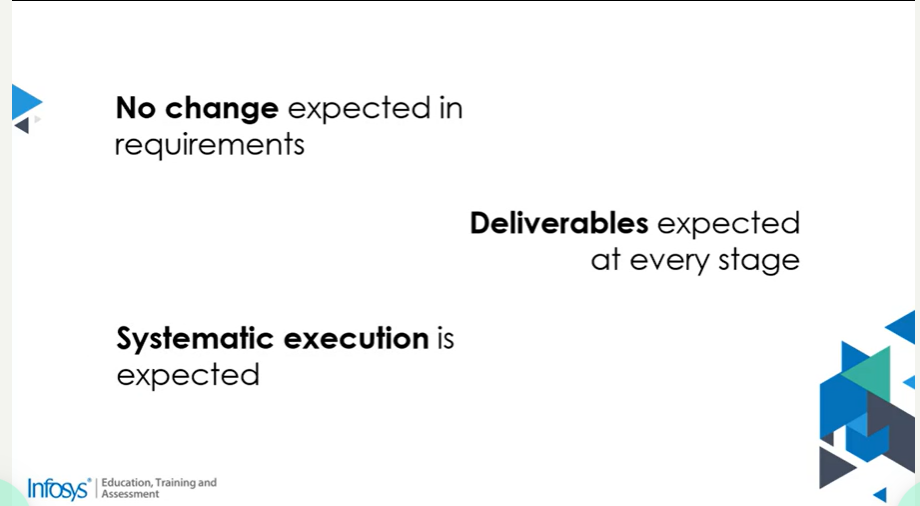 No change expected in
requirements
Deliverables expected
at every stage
Systematic execution is
expected
Infosys® | Education, Training and
Assessment